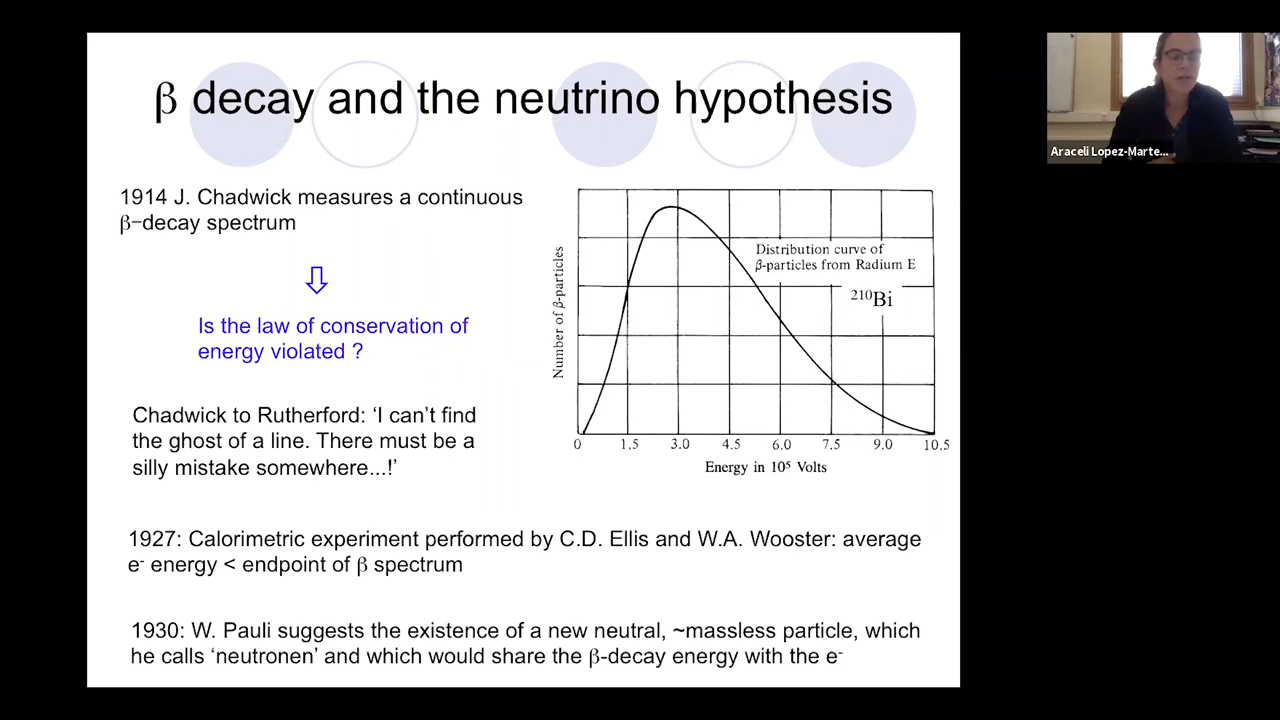 β decay and the neutrino hypothesis
1914 J. Chadwick measures a continuous
β−decay spectrum
Is the law of conservation of
energy violated ?
Chadwick to Rutherford: ‘I can’t find
the ghost of a line. There must be a
silly mistake somewhere...!’
Number of β-particles
Distribution curve of
β-particles from Radium E
²¹⁰Bi
0 1.5 3.0 4.5 6.0 7.5 9.0 10.5
Energy in 10⁵ Volts
1927: Calorimetric experiment performed by C.D. Ellis and W.A. Wooster: average
e⁻ energy < endpoint of β spectrum
1930: W. Pauli suggests the existence of a new neutral, ~massless particle, which
he calls ‘neutronen’ and which would share the β-decay energy with the e⁻
Araceli Lopez-Marte...